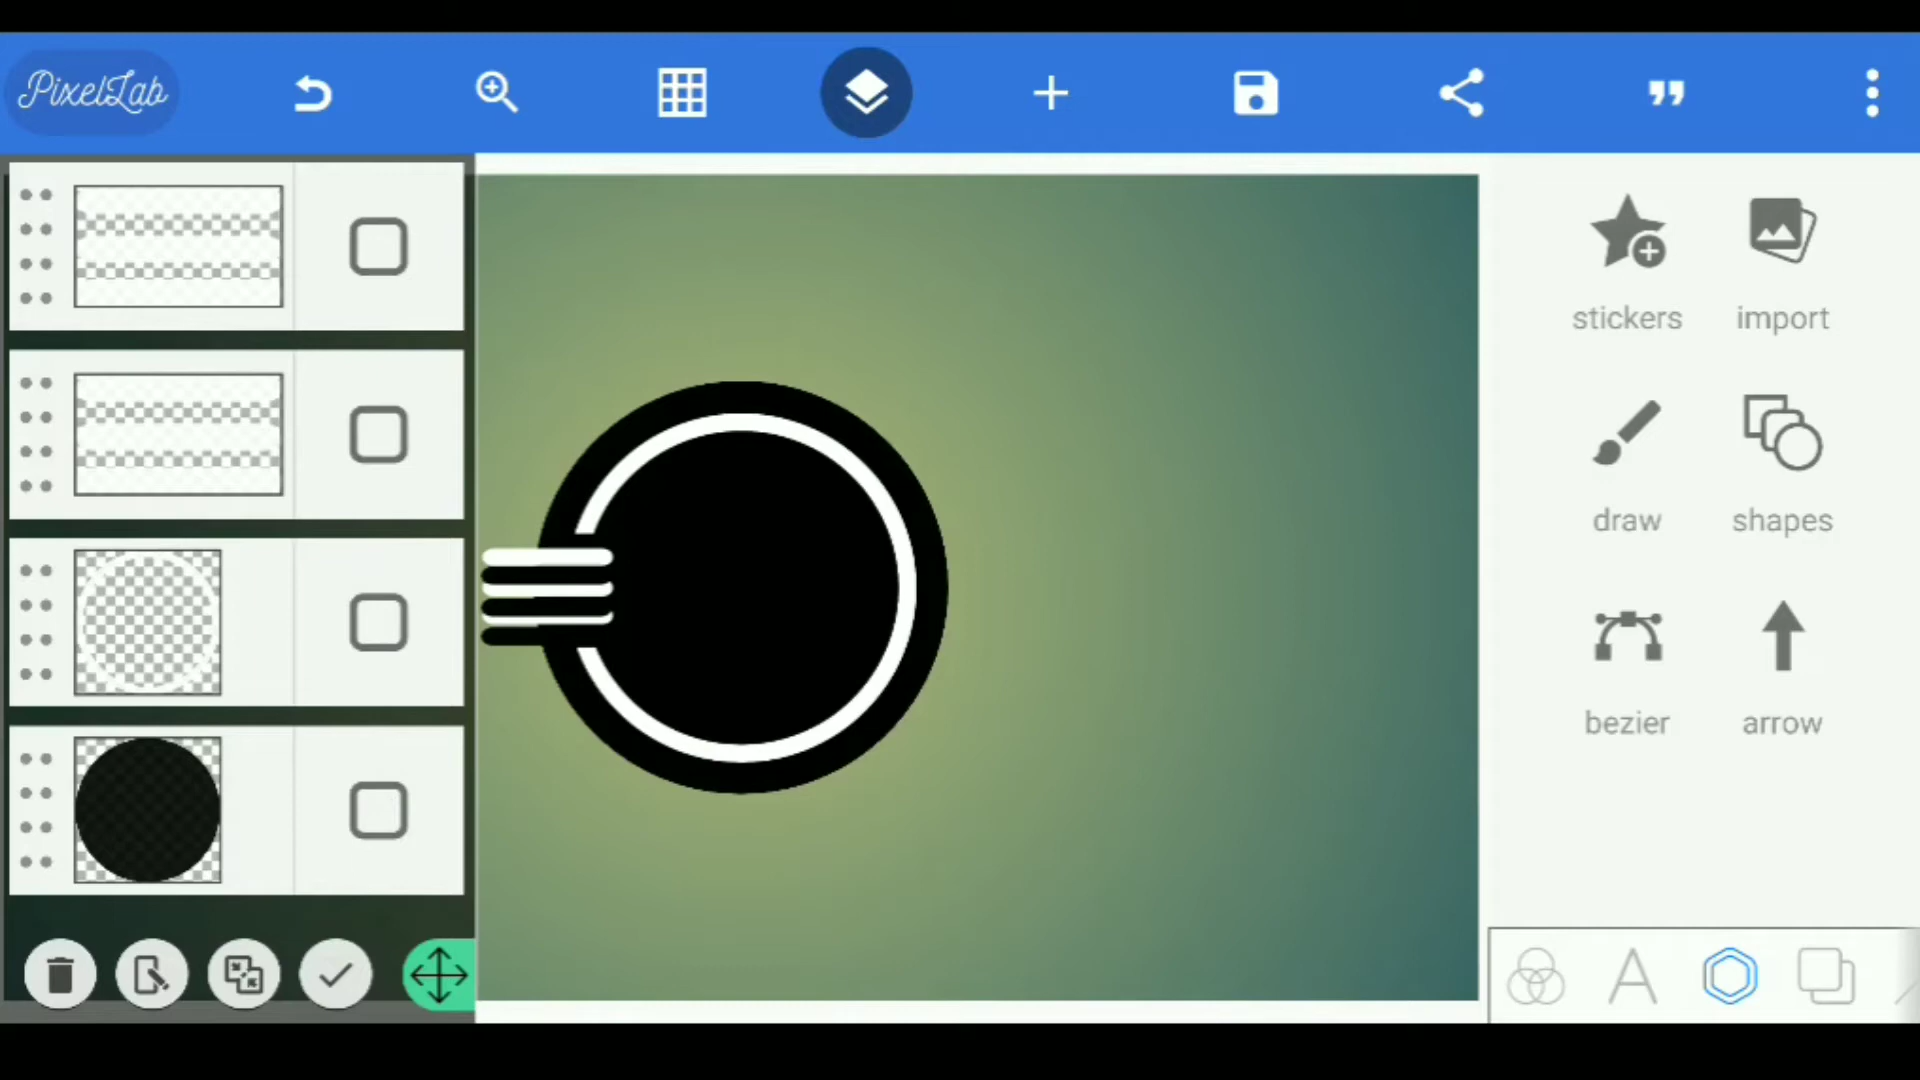 PixelLab
stickers
import
draw
shapes
bezier
arrow